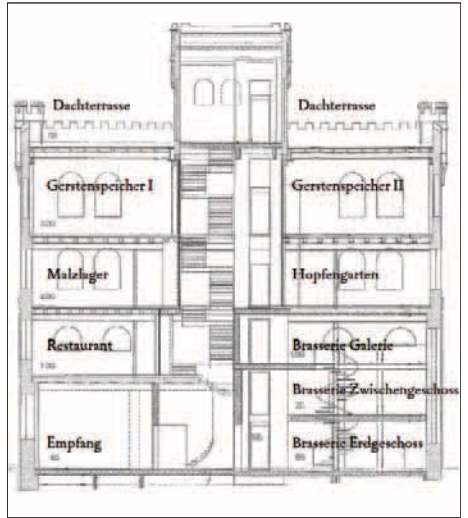 Dachterrasse Dachterrasse
Gerstenspeicher I Gerstenspeicher II
Malzlager Hopfengarten
Restaurant Brasserie Galerie
Brasserie Zwischengeschoss
Empfang Brasserie Erdgeschoss